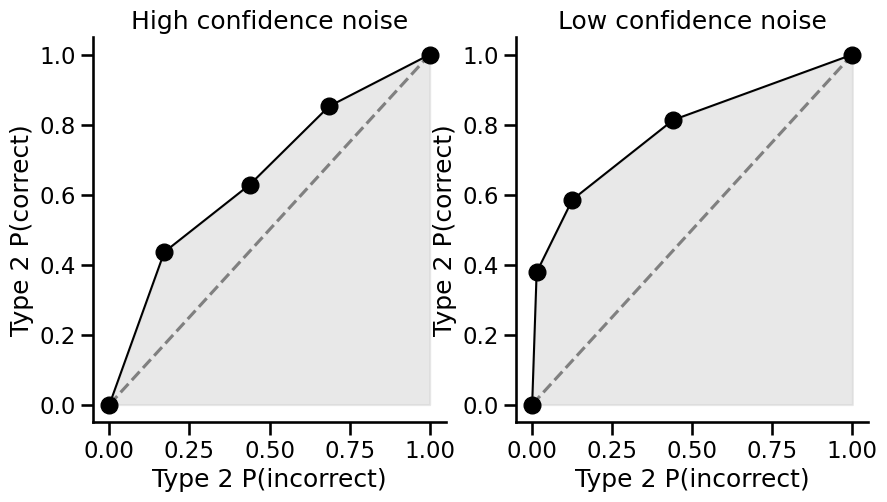 High confidence noise
Type 2 P(correct)
1.0
0.8
0.6
0.4
0.2
0.0
0.00 0.25 0.50 0.75 1.00
Type 2 P(incorrect)
Low confidence noise
Type 2 P(correct)
1.0
0.8
0.6
0.4
0.2
0.0
0.00 0.25 0.50 0.75 1.00
Type 2 P(incorrect)